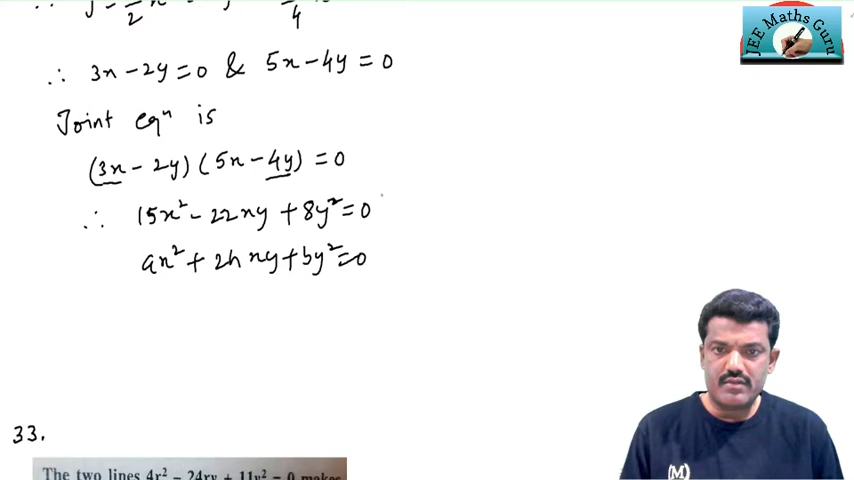 ∴ 3x - 2y = 0 & 5x - 4y = 0
Joint eqⁿ is
(3x - 2y) (5x - 4y) = 0
∴ 15x² - 22xy + 8y² = 0
ax² + 2hxy + by² = 0
33.
The two lines 4x² - 24xy + 11y² = 0 makes
JEE Maths Guru
(M)